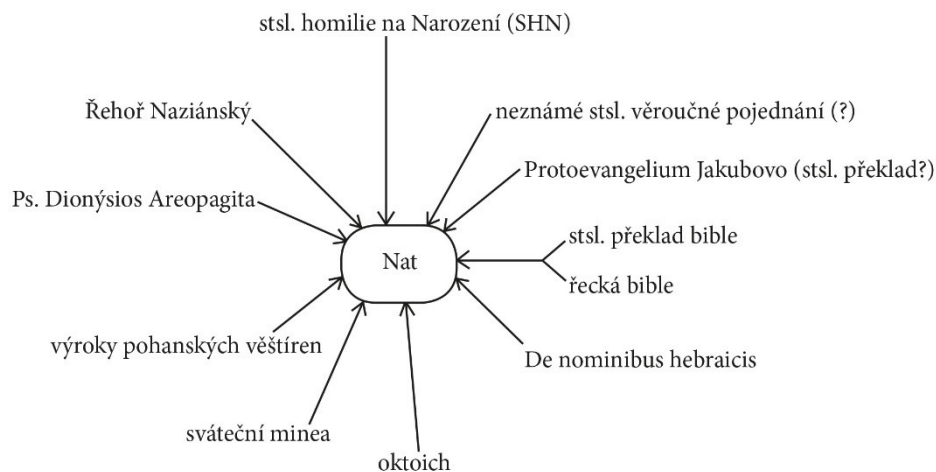 stsl. homilie na Narození (SHN)
Řehoř Naziánský
neznámé stsl. věroučné pojednání (?)
Protoevangelium Jakubovo (stsl. překlad?)
Ps. Dionýsios Areopagita
stsl. překlad bible
Nat
řecká bible
výroky pohanských věštíren
De nominibus hebraicis
sváteční minea
oktoich